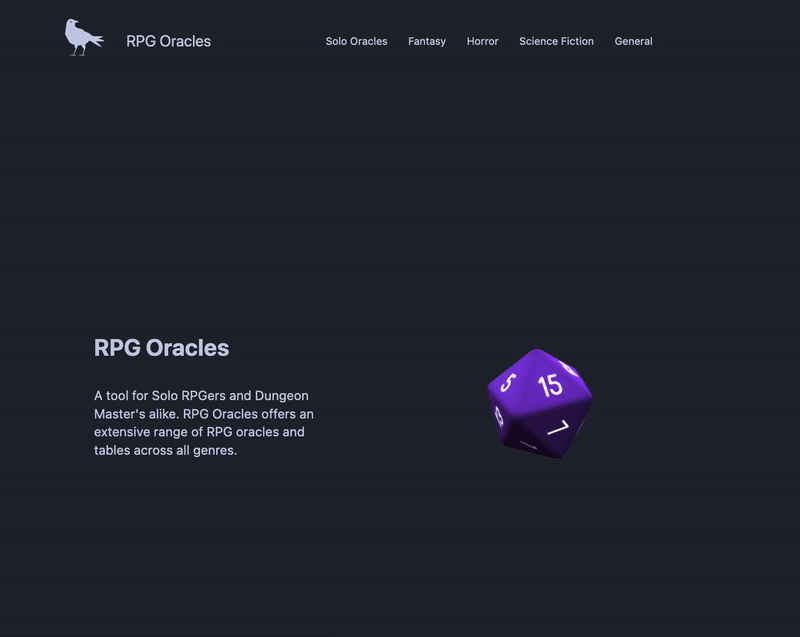 RPG Oracles
Solo Oracles Fantasy Horror Science Fiction General
RPG Oracles
A tool for Solo RPGers and Dungeon
Master's alike. RPG Oracles offers an
extensive range of RPG oracles and
tables across all genres.
5
15
7